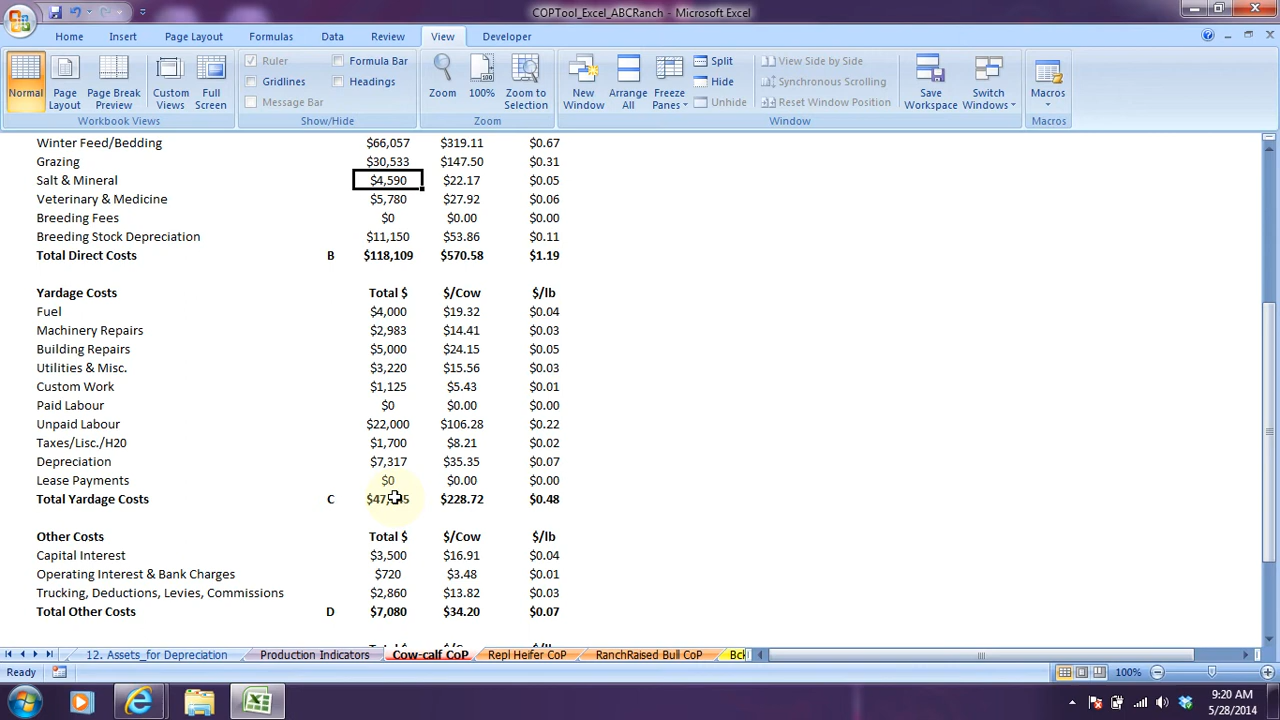 COPTool_Excel_ABCRanch - Microsoft Excel
Home Insert Page Layout Formulas Data Review View Developer
Normal Page Layout Page Break Preview Custom Views Full Screen
Workbook Views
Ruler Formula Bar
Gridlines Headings
Message Bar
Show/Hide
Zoom 100% Zoom to Selection
Zoom
New Window Arrange All Freeze Panes
Split View Side by Side
Hide Synchronous Scrolling
Unhide Reset Window Position
Save Workspace Switch Windows
Window
Macros
Macros
Winter Feed/Bedding $66,057 $319.11 $0.67
Grazing $30,533 $147.50 $0.31
Salt & Mineral $4,590 $22.17 $0.05
Veterinary & Medicine $5,780 $27.92 $0.06
Breeding Fees $0 $0.00 $0.00
Breeding Stock Depreciation $11,150 $53.86 $0.11
Total Direct Costs B $118,109 $570.58 $1.19
Yardage Costs Total $ $/Cow $/lb
Fuel $4,000 $19.32 $0.04
Machinery Repairs $2,983 $14.41 $0.03
Building Repairs $5,000 $24.15 $0.05
Utilities & Misc. $3,220 $15.56 $0.03
Custom Work $1,125 $5.43 $0.01
Paid Labour $0 $0.00 $0.00
Unpaid Labour $22,000 $106.28 $0.22
Taxes/Lisc./H20 $1,700 $8.21 $0.02
Depreciation $7,317 $35.35 $0.07
Lease Payments $0 $0.00 $0.00
Total Yardage Costs C $228.72 $0.48
Other Costs Total $ $/Cow $/lb
Capital Interest $3,500 $16.91 $0.04
Operating Interest & Bank Charges $720 $3.48 $0.01
Trucking, Deductions, Levies, Commissions $2,860 $13.82 $0.03
Total Other Costs D $7,080 $34.20 $0.07
12. Assets_for Depreciation Production Indicators Cow-calf CoP Repl Heifer CoP RanchRaised Bull CoP
Ready 100%
9:20 AM
5/28/2014